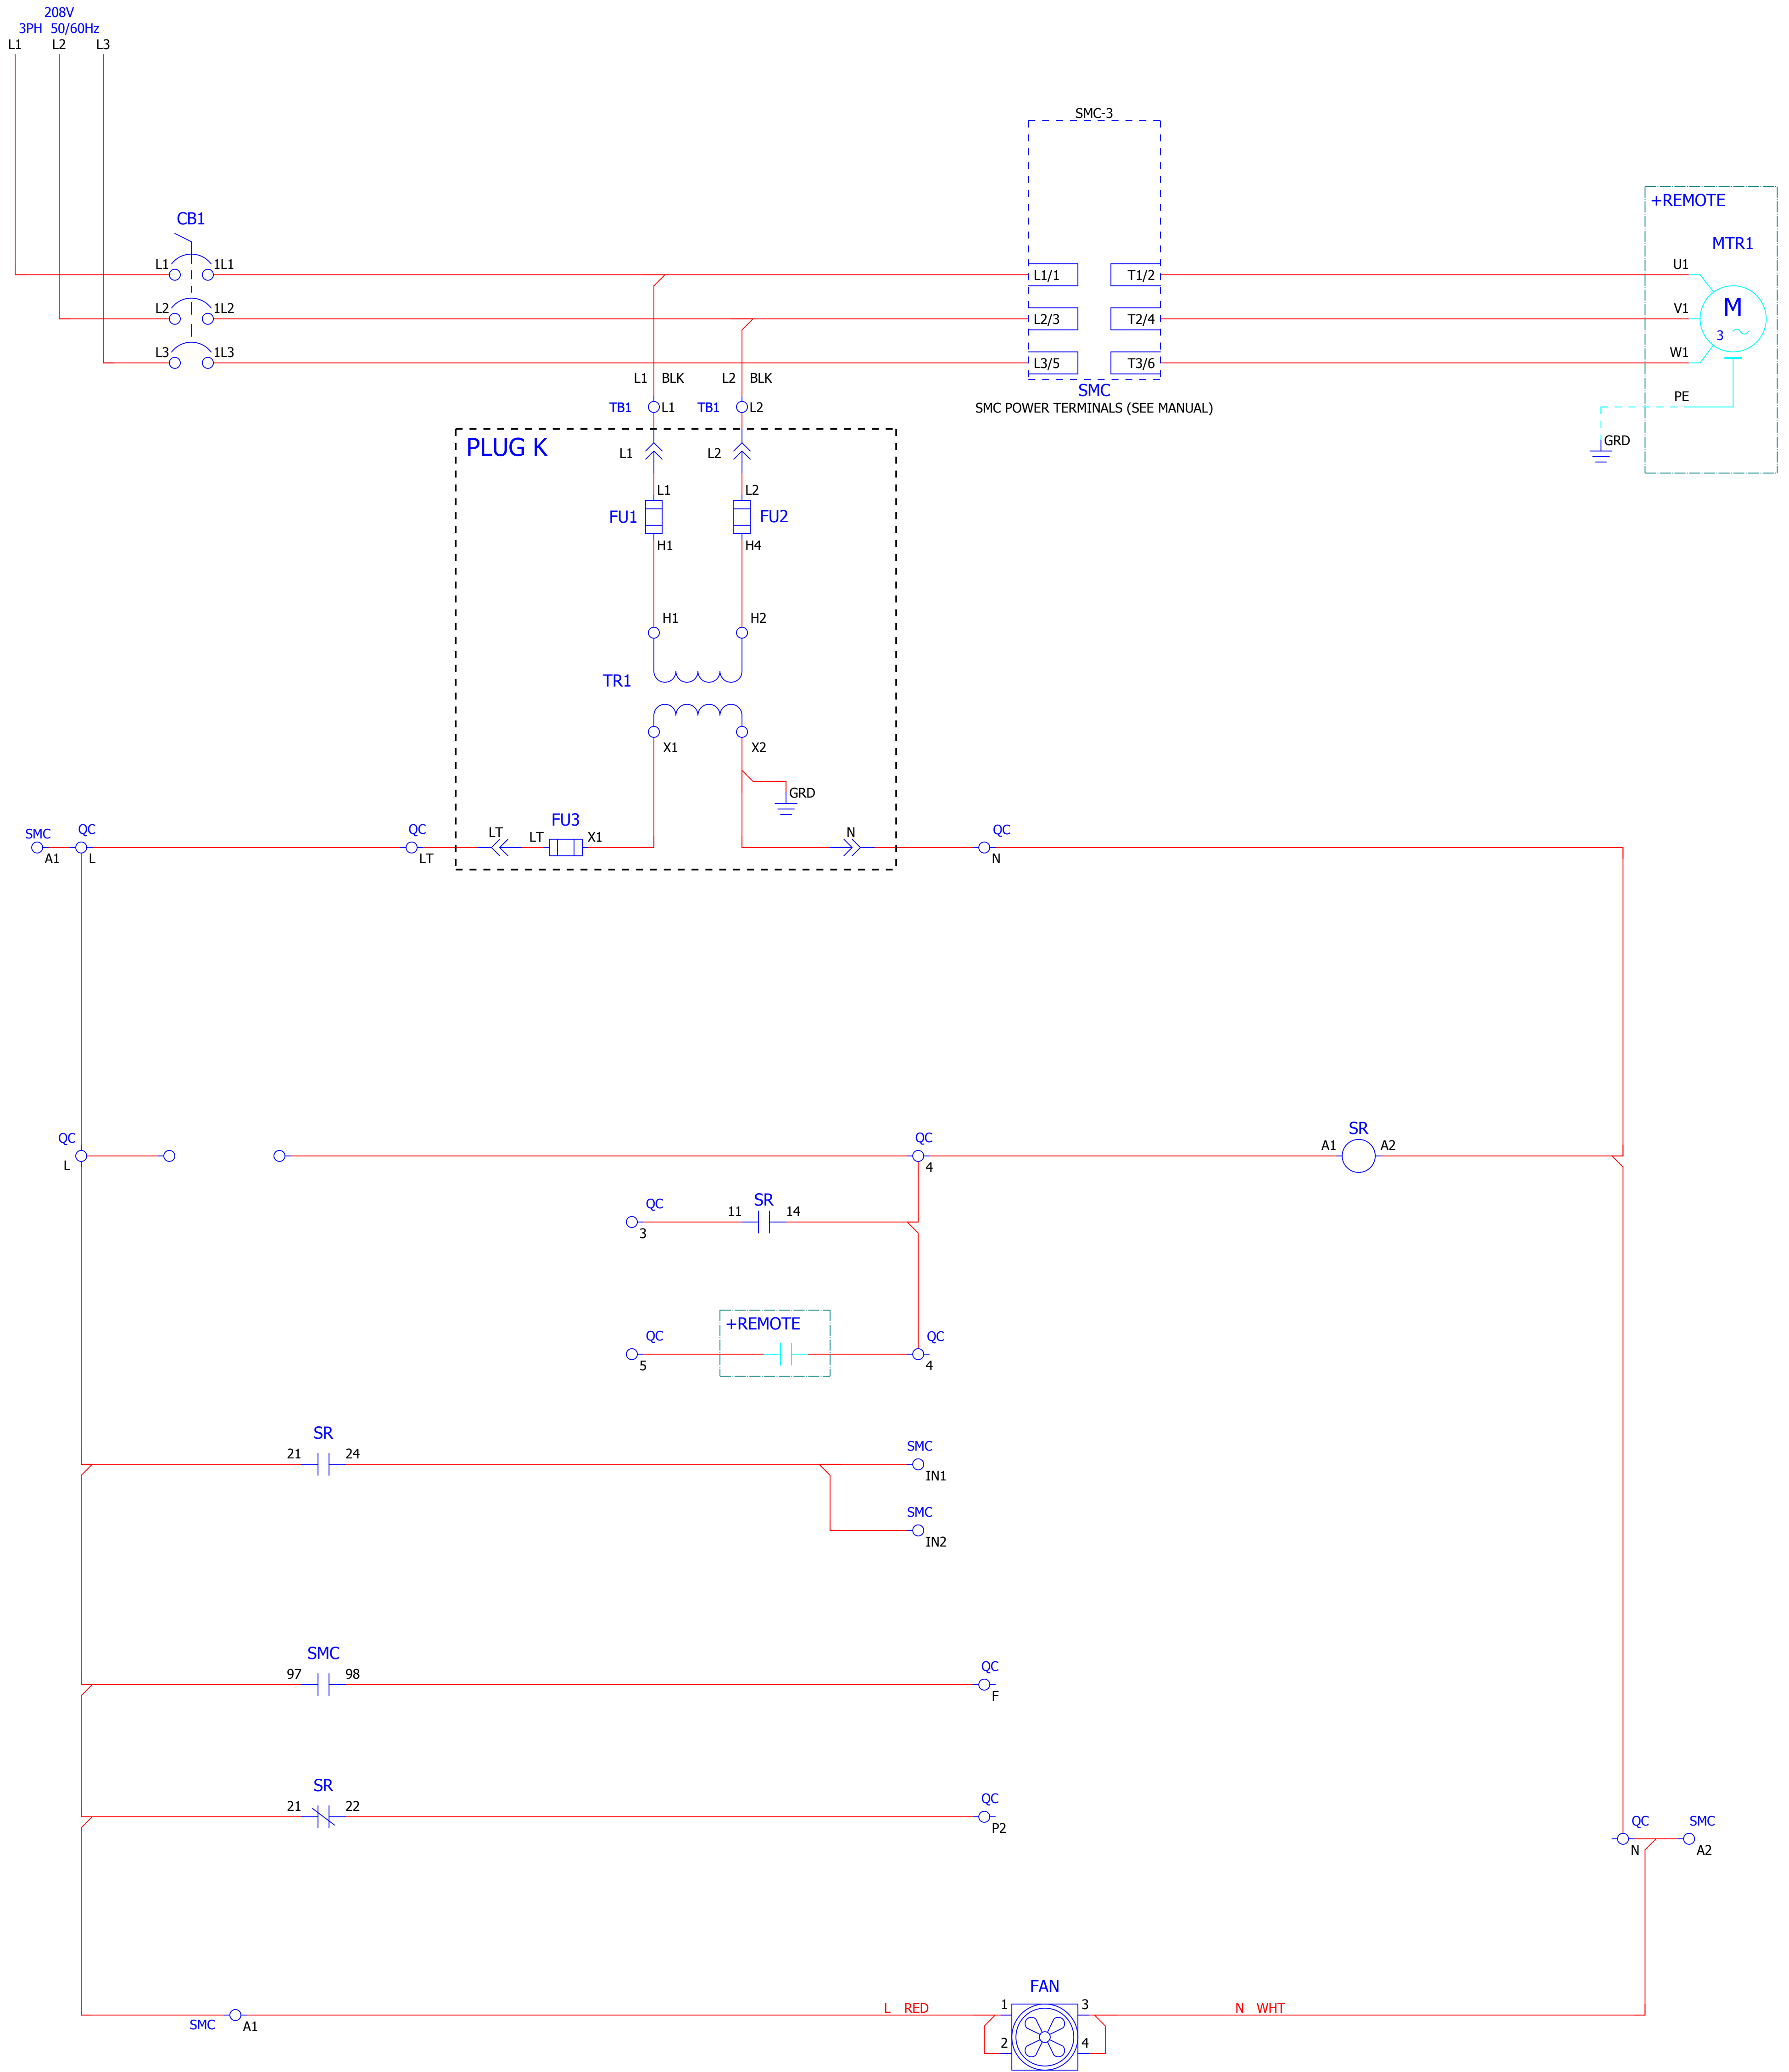 208V
3PH 50/60Hz
L1 L2 L3
SMC-3
+REMOTE
CB1
MTR1
L1 1L1 L1/1 T1/2 U1
L2 1L2 L2/3 T2/4 V1 M
3
L3 1L3 L3/5 T3/6 W1
L1 BLK L2 BLK SMC
TB1 L1 TB1 L2 SMC POWER TERMINALS (SEE MANUAL) PE
GRD
PLUG K L1 L2
L1 L2
FU1 FU2
H1 H4
H1 H2
TR1
X1 X2
GRD
SMC QC QC LT LT FU3 X1 N QC
A1 L LT N
QC QC SR
A1 A2
L 4
QC SR
11 14
3
+REMOTE
QC QC
5 4
SR
21 24 SMC
IN1
SMC
IN2
SMC
97 98 QC
F
SR
21 22 QC
P2
QC SMC
N A2
FAN
L RED 1 3 N WHT
SMC A1
2 4